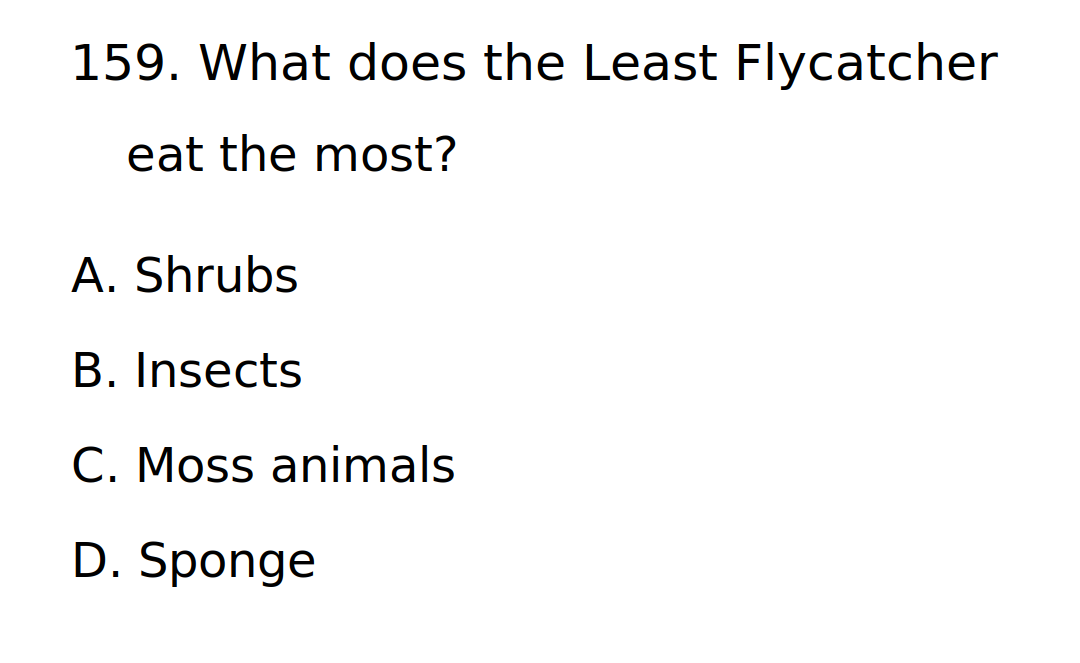 159. What does the Least Flycatcher
eat the most?
A. Shrubs
B. Insects
C. Moss animals
D. Sponge